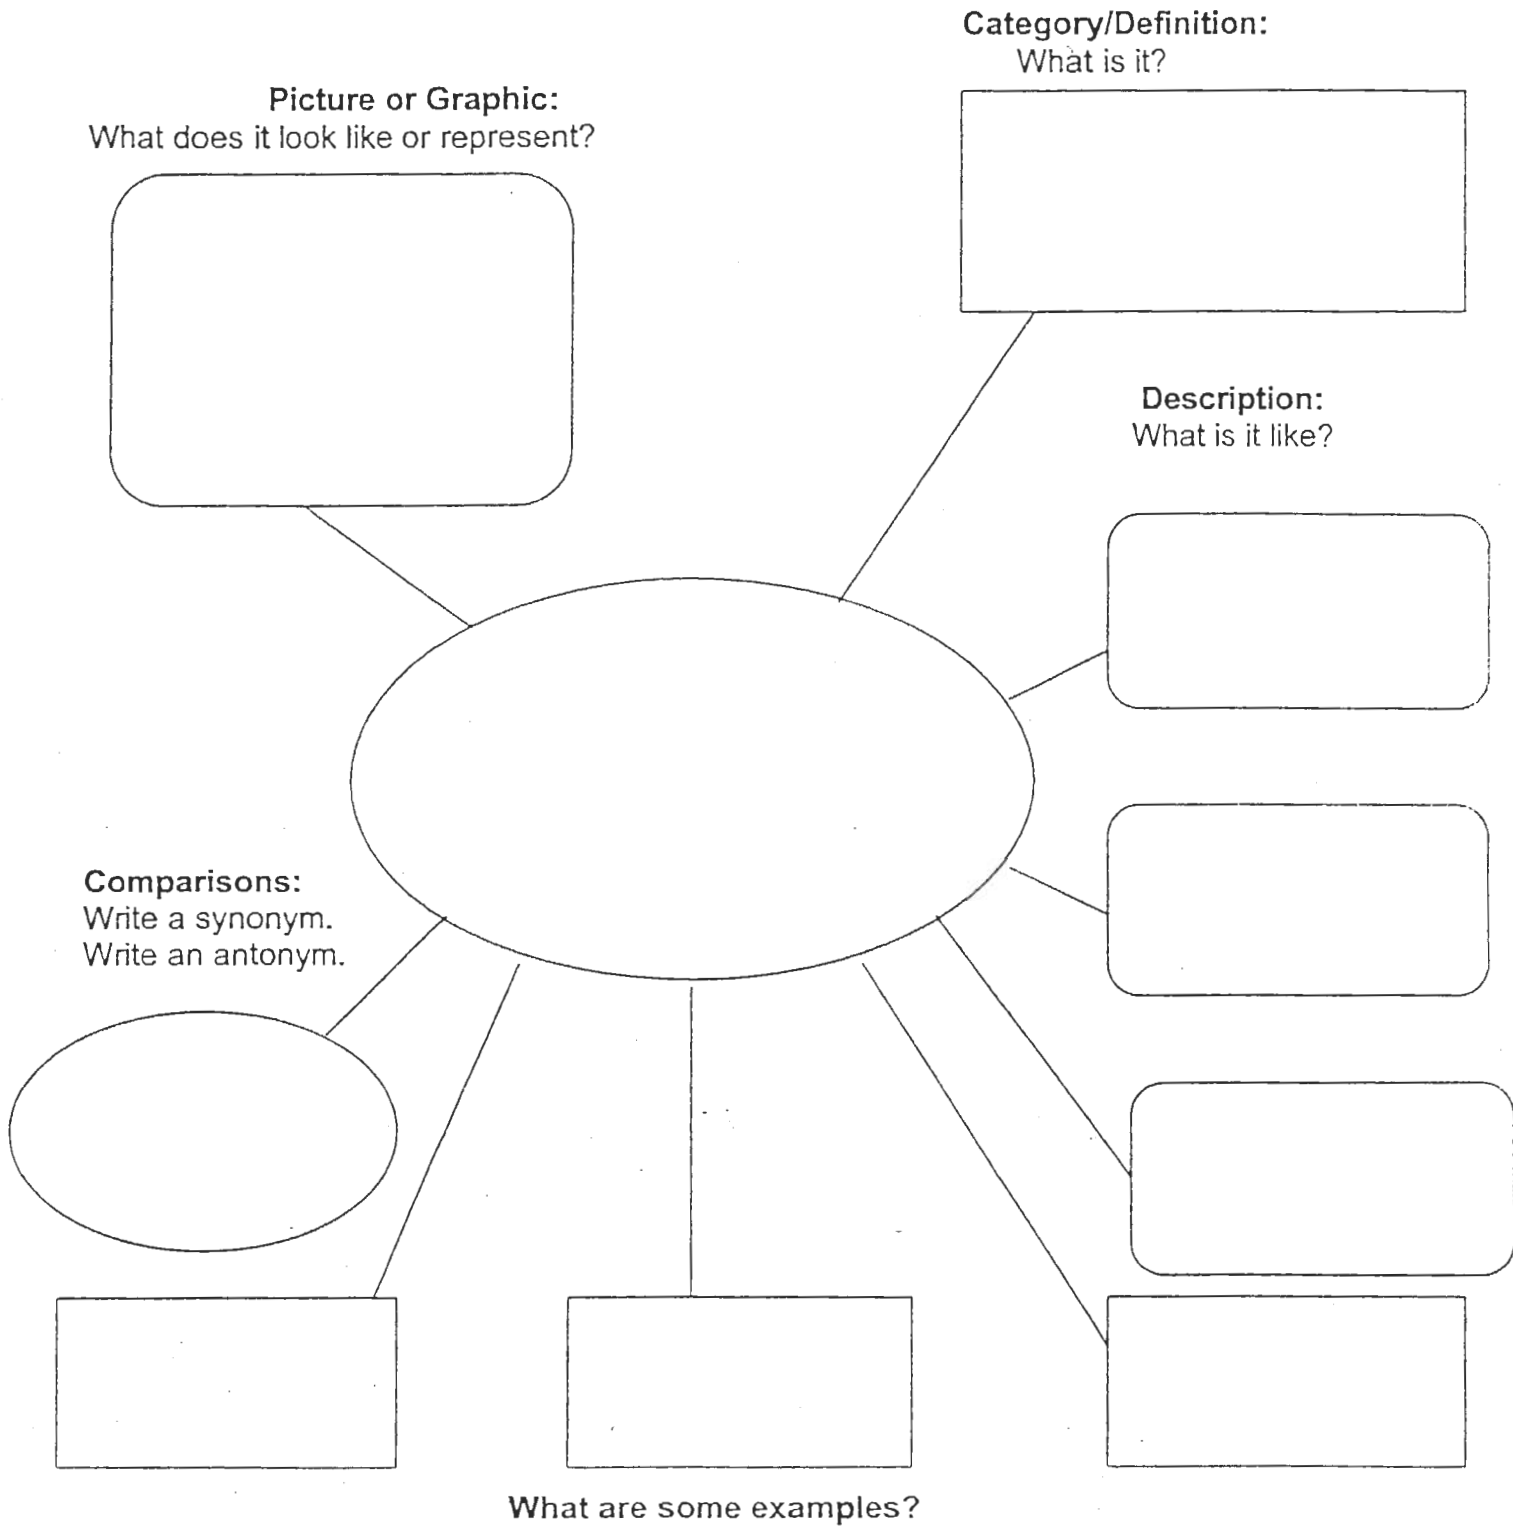 Category/Definition:
What is it?
Picture or Graphic:
What does it look like or represent?
Description:
What is it like?
Comparisons:
Write a synonym.
Write an antonym.
What are some examples?